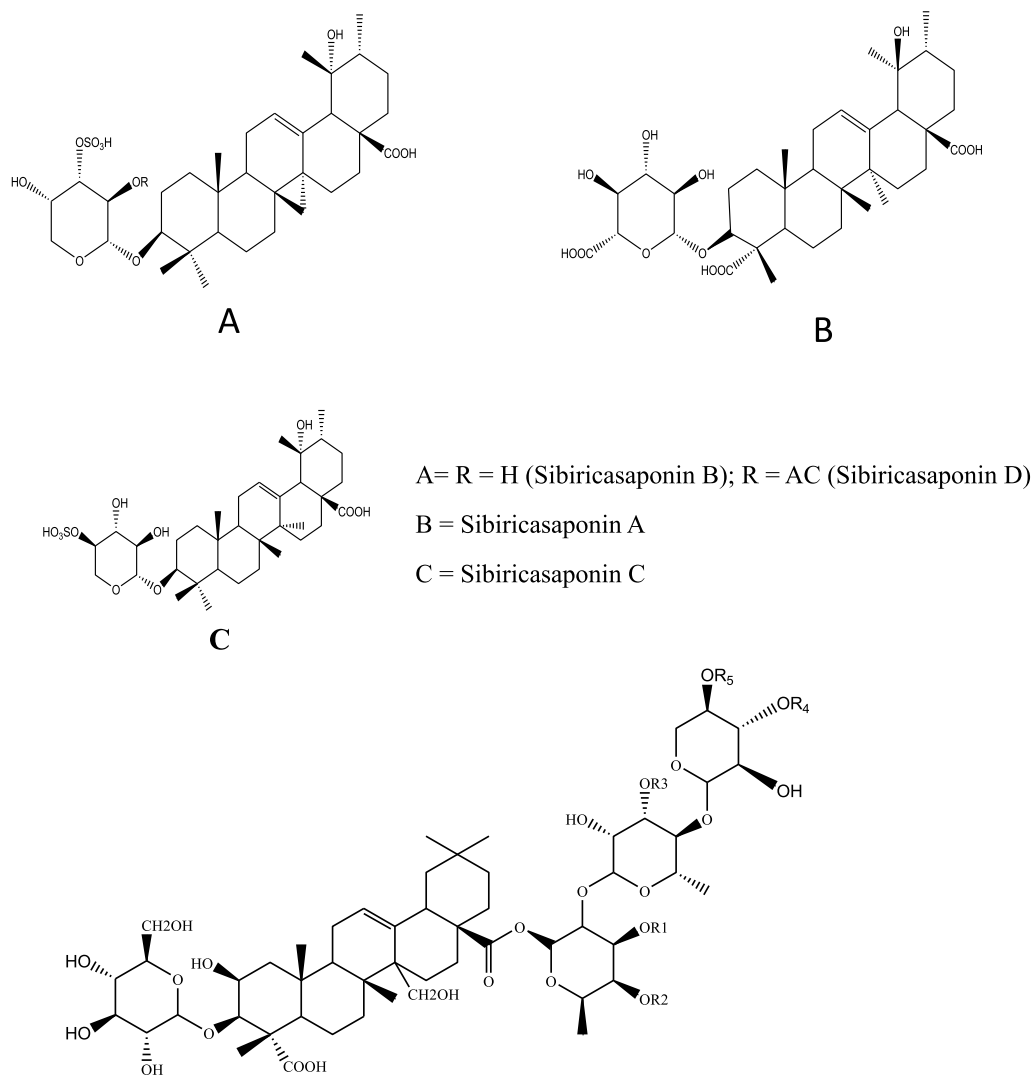 OH
OSO3H
HO
OR
COOH
O
O
A
OH
OH
HO
OH
COOH
HOOC
O
O
HOOC
B
OH
OH
HO3SO
OH
COOH
O
O
C
A= R = H (Sibiricasaponin B); R = AC (Sibiricasaponin D)
B = Sibiricasaponin A
C = Sibiricasaponin C
OR5
OR4
O
OH
OR3
O
HO
O
O
CH2OH
O
OR1
HO
HO
O
O
CH2OH
O
OR2
HO
O
OH
COOH